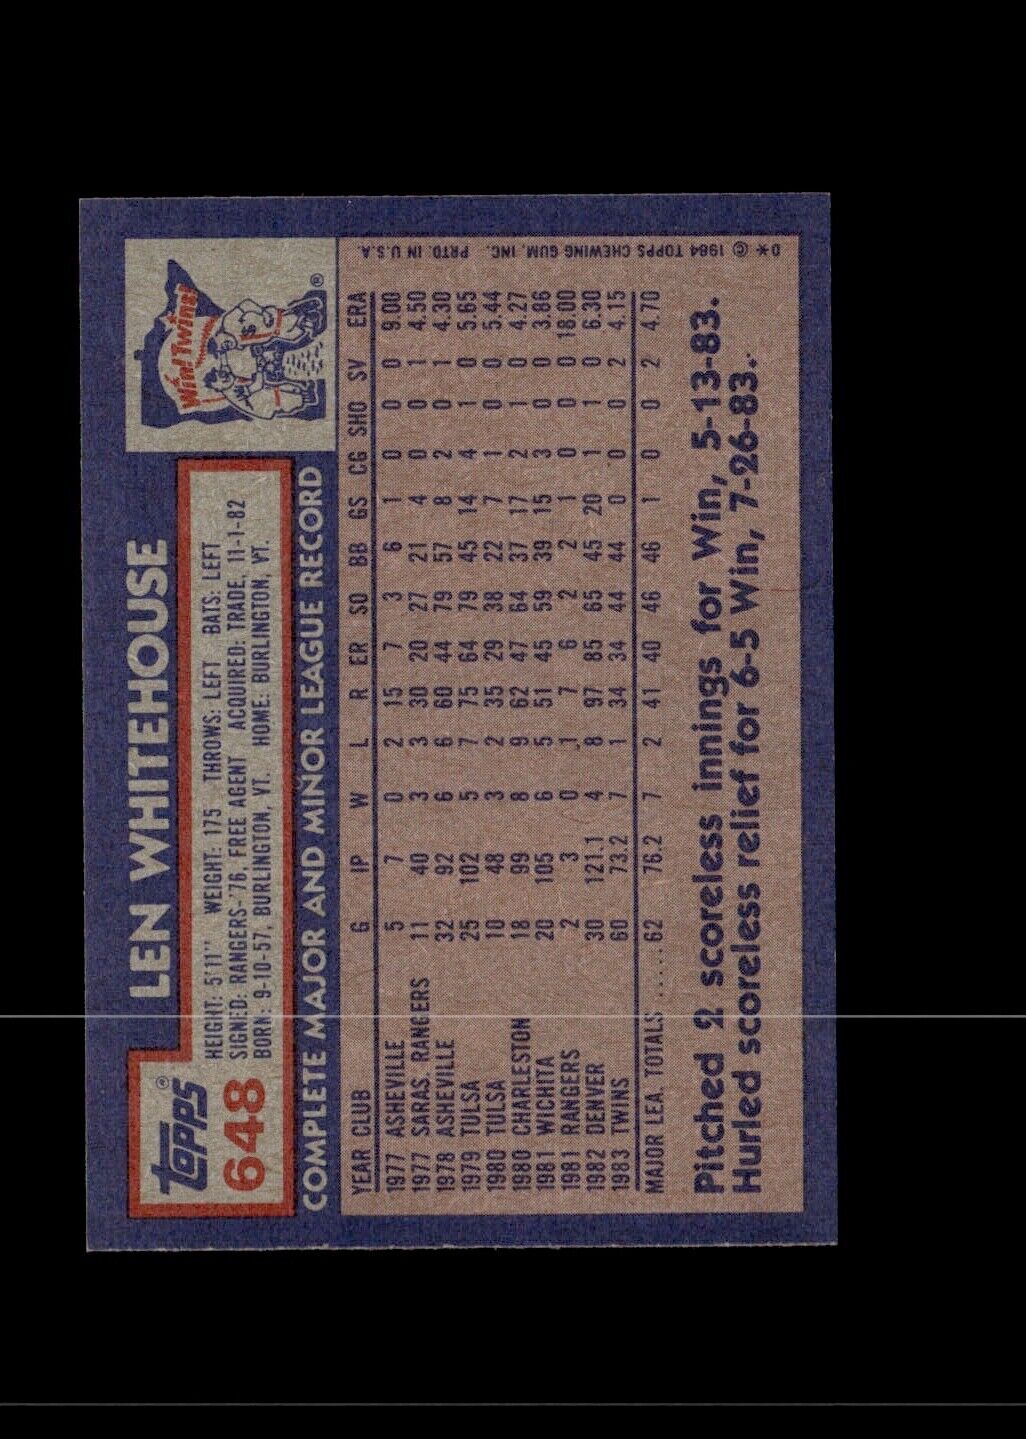 TOPPS®
648
LEN WHITEHOUSE
HEIGHT: 5'11" WEIGHT: 175 THROWS: LEFT BATS: LEFT
SIGNED: RANGERS-'76, FREE AGENT ACQUIRED: TRADE, 11-1-82
BORN: 9-10-57, BURLINGTON, VT. HOME: BURLINGTON, VT.
Win! Twins!
®
COMPLETE MAJOR AND MINOR LEAGUE RECORD
YEAR CLUB G IP W L R ER SO BB GS CG SHO SV ERA
1977 ASHEVILLE 5 7 0 2 15 7 3 6 1 0 0 0 9.00
1977 SARAS. RANGERS 11 40 3 3 30 20 27 21 4 0 0 1 4.50
1978 ASHEVILLE 32 92 6 6 60 44 79 57 8 2 0 1 4.30
1979 TULSA 25 102 5 7 75 64 79 45 14 4 1 0 5.65
1980 TULSA 10 48 3 2 35 29 38 22 7 1 0 0 5.44
1980 CHARLESTON 18 99 8 9 62 47 64 37 17 2 1 0 4.27
1981 WICHITA 20 105 6 5 51 45 59 39 15 3 0 0 3.86
1981 RANGERS 2 3 0 1 7 6 2 2 1 0 0 0 18.00
1982 DENVER 30 121.1 4 8 97 85 65 45 20 1 1 0 6.30
1983 TWINS 60 73.2 7 1 34 34 44 44 0 0 0 2 4.15
MAJOR LEA. TOTALS ..... 62 76.2 7 2 41 40 46 46 1 0 0 2 4.70
Pitched 2 scoreless innings for Win, 5-13-83.
Hurled scoreless relief for 6-5 Win, 7-26-83.
D* © 1984 TOPPS CHEWING GUM, INC. PRTD. IN U.S.A.